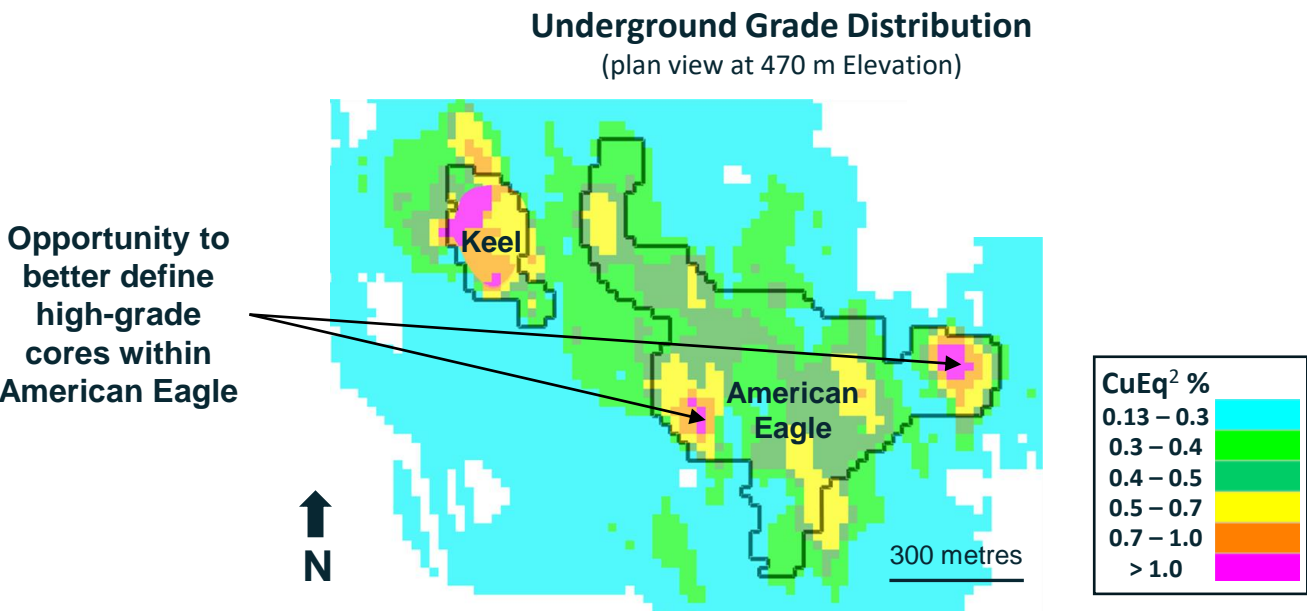 Underground Grade Distribution
(plan view at 470 m Elevation)
Opportunity to
better define
high-grade
cores within
American Eagle
Keel
American
Eagle
N
300 metres
CuEq² %
0.13 – 0.3
0.3 – 0.4
0.4 – 0.5
0.5 – 0.7
0.7 – 1.0
> 1.0